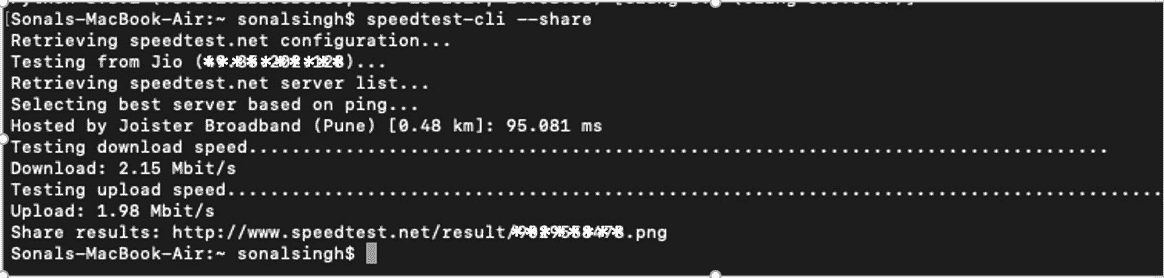 [Sonals-MacBook-Air:~ sonalsingh$ speedtest-cli --share
Retrieving speedtest.net configuration...
Testing from Jio ()...
Retrieving speedtest.net server list...
Selecting best server based on ping...
Hosted by Joister Broadband (Pune) [0.48 km]: 95.081 ms
Testing download speed................................................................................
Download: 2.15 Mbit/s
Testing upload speed......................................................................................
Upload: 1.98 Mbit/s
Share results: http://www.speedtest.net/result/.png
Sonals-MacBook-Air:~ sonalsingh$